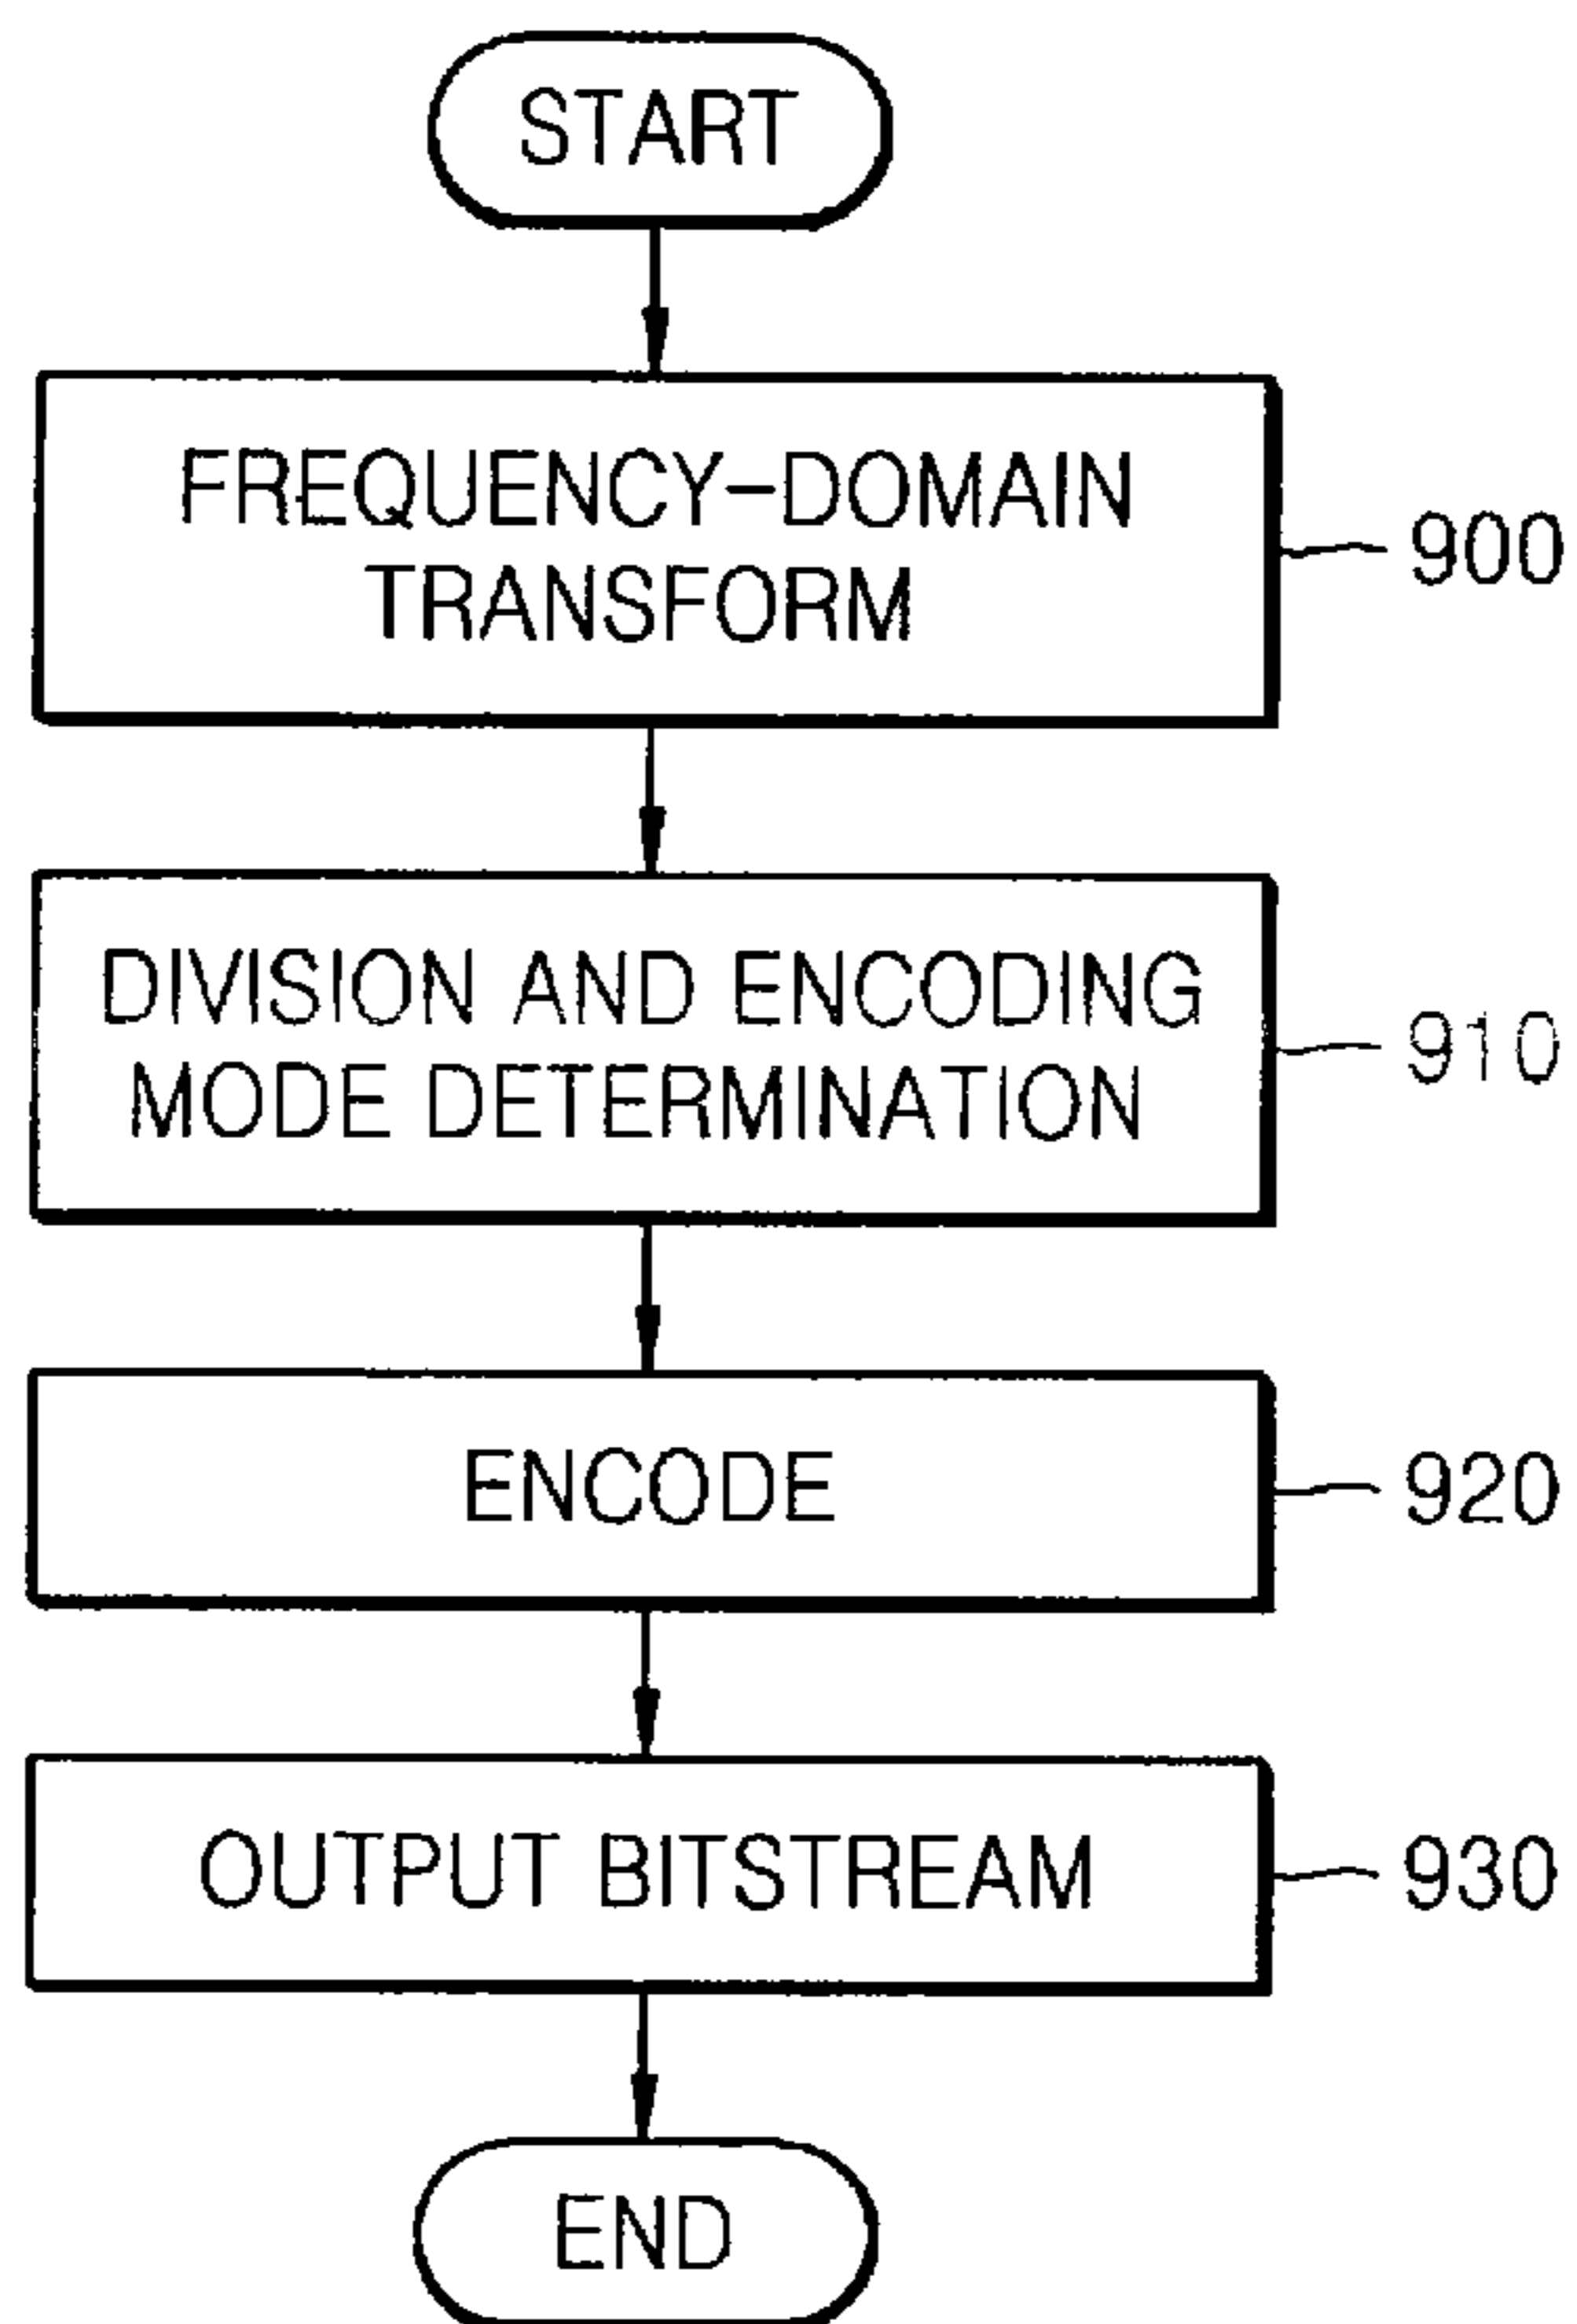 START
FREQUENCY-DOMAIN
TRANSFORM
900
DIVISION AND ENCODING
MODE DETERMINATION
910
ENCODE
920
OUTPUT BITSTREAM
930
END